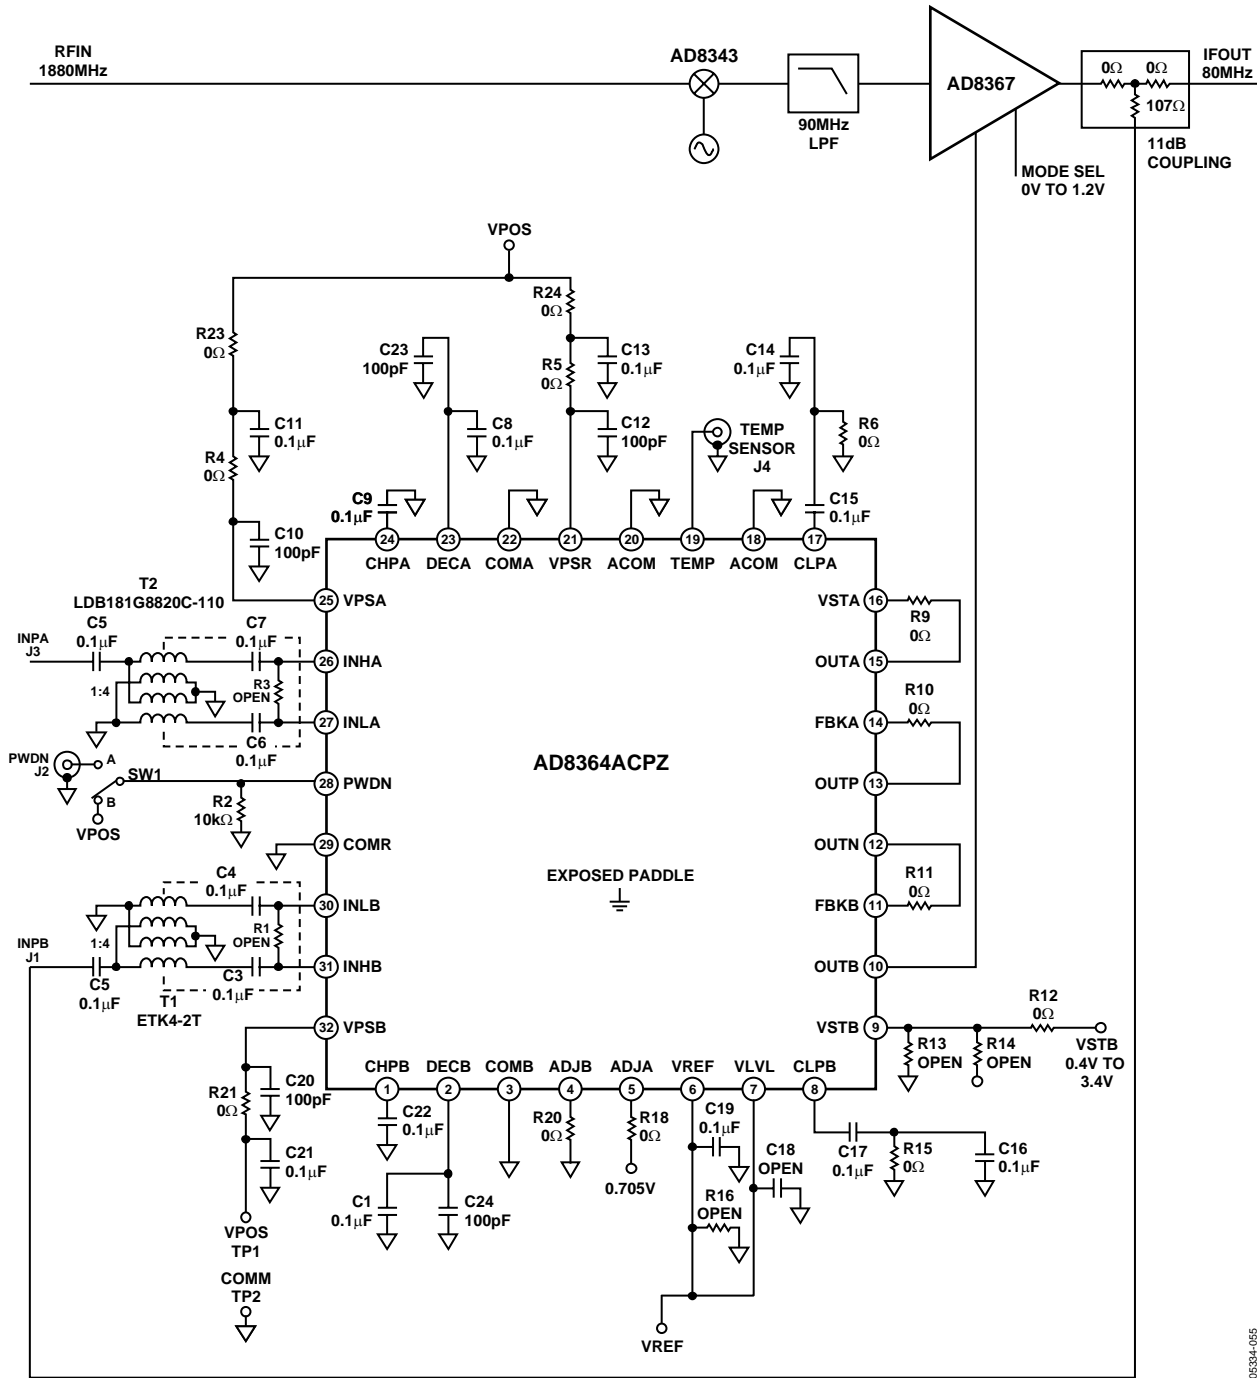 RFIN
1880MHz
AD8343
90MHz
LPF
AD8367
MODE SEL
0V TO 1.2V
0Ω
0Ω
107Ω
11dB
COUPLING
IFOUT
80MHz
VPOS
R23
0Ω
C11
0.1µF
R4
0Ω
C10
100pF
C23
100pF
C8
0.1µF
C9
0.1µF
R24
0Ω
C13
0.1µF
R5
0Ω
C12
100pF
TEMP
SENSOR
J4
C14
0.1µF
R6
0Ω
C15
0.1µF
24
23
22
21
20
19
18
17
CHPA
DECA
COMA
VPSR
ACOM
TEMP
ACOM
CLPA
T2
LDB181G8820C-110
INPA
J3
C5
0.1µF
1:4
C7
0.1µF
R3
OPEN
C6
0.1µF
PWDN
J2
A
SW1
B
VPOS
R2
10kΩ
C4
0.1µF
R1
OPEN
INPB
J1
1:4
C5
0.1µF
C3
0.1µF
T1
ETK4-2T
25 VPSA
26 INHA
27 INLA
28 PWDN
29 COMR
30 INLB
31 INHB
32 VPSB
AD8364ACPZ
EXPOSED PADDLE
VSTA 16
R9
0Ω
OUTA 15
R10
0Ω
FBKA 14
OUTP 13
OUTN 12
R11
0Ω
FBKB 11
OUTB 10
VSTB 9
R12
0Ω
R13
OPEN
R14
OPEN
VSTB
0.4V TO
3.4V
CHPB
DECB
COMB
ADJB
ADJA
VREF
VLVL
CLPB
1
2
3
4
5
6
7
8
R21
0Ω
C20
100pF
C21
0.1µF
VPOS
TP1
COMM
TP2
C22
0.1µF
C1
0.1µF
C24
100pF
R20
0Ω
R18
0Ω
0.705V
C19
0.1µF
R16
OPEN
C18
OPEN
VREF
C17
0.1µF
R15
0Ω
C16
0.1µF
05334-055